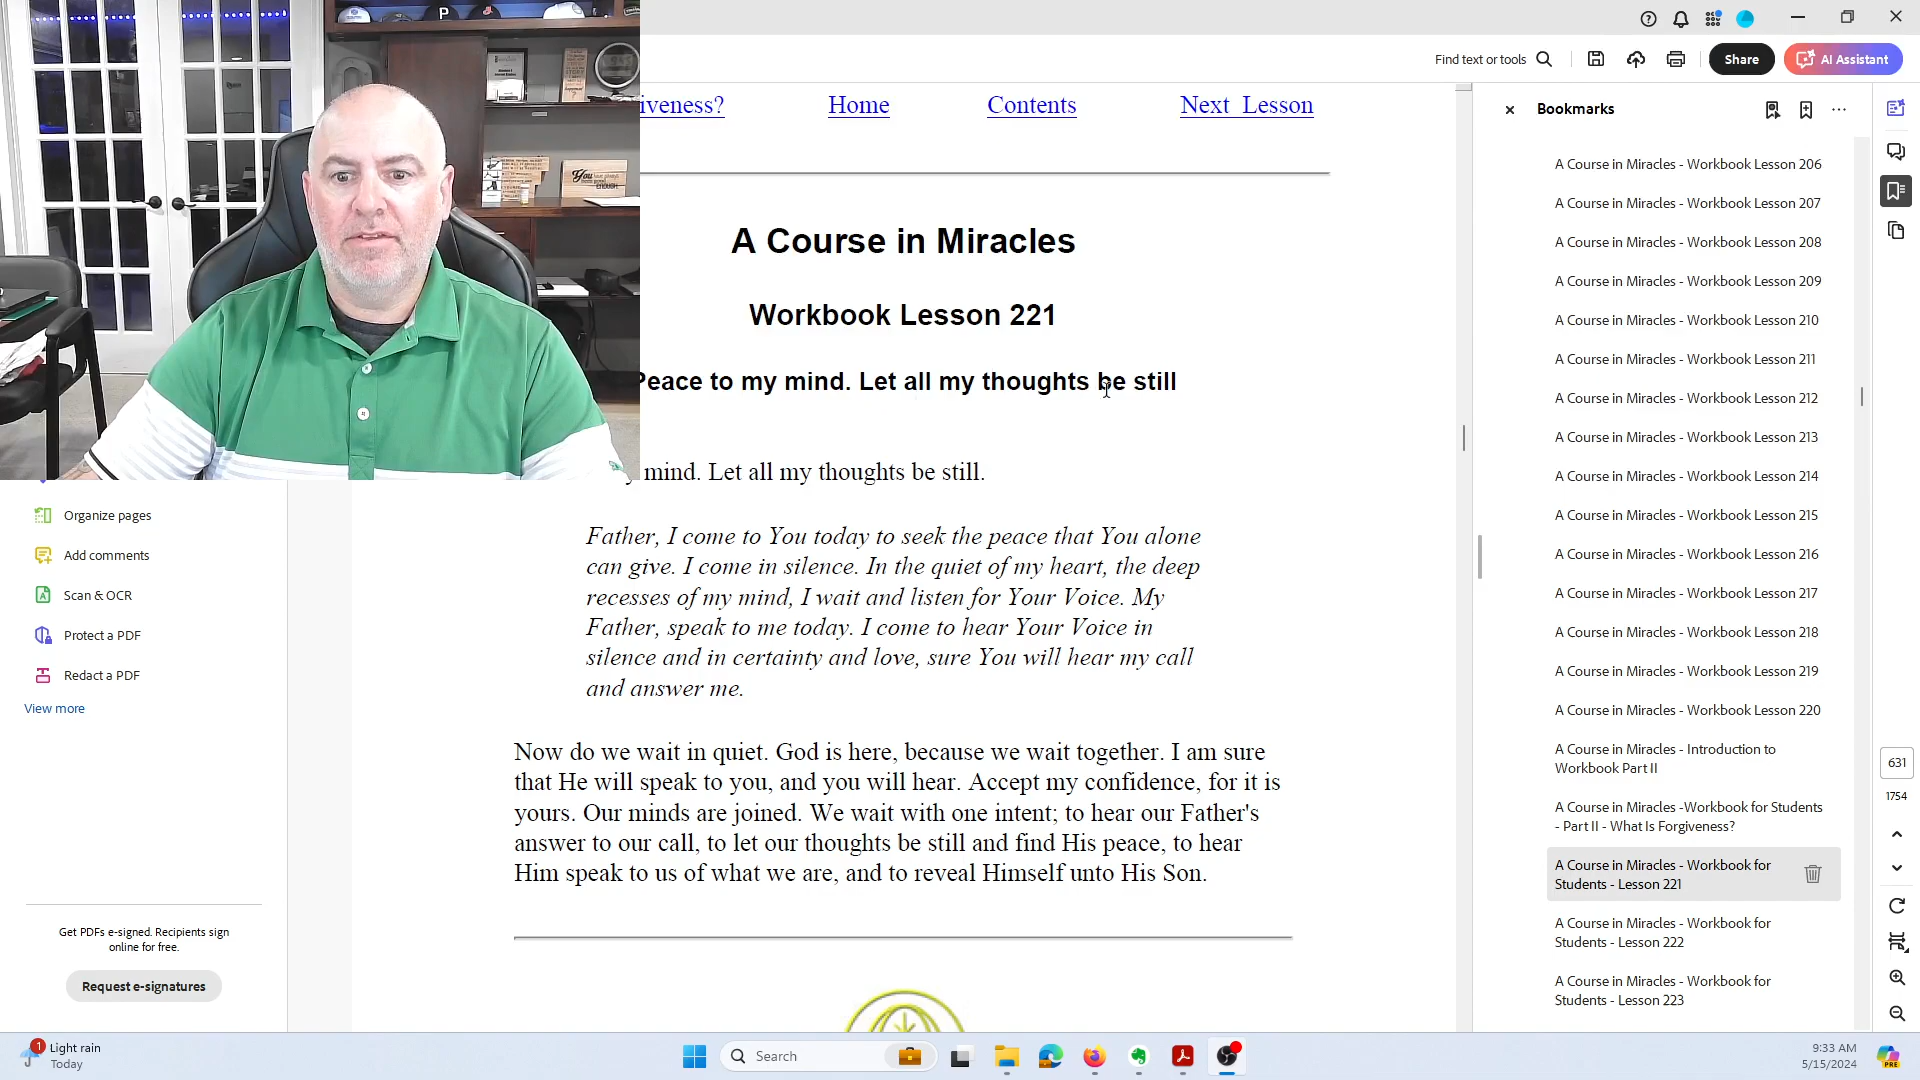 Find text or tools
Share
AI Assistant
iveness?
Home
Contents
Next Lesson
A Course in Miracles
Workbook Lesson 221
Peace to my mind. Let all my thoughts be still
mind. Let all my thoughts be still.
Father, I come to You today to seek the peace that You alone
can give. I come in silence. In the quiet of my heart, the deep
recesses of my mind, I wait and listen for Your Voice. My
Father, speak to me today. I come to hear Your Voice in
silence and in certainty and love, sure You will hear my call
and answer me.
Now do we wait in quiet. God is here, because we wait together. I am sure
that He will speak to you, and you will hear. Accept my confidence, for it is
yours. Our minds are joined. We wait with one intent; to hear our Father's
answer to our call, to let our thoughts be still and find His peace, to hear
Him speak to us of what we are, and to reveal Himself unto His Son.
Organize pages
Add comments
Scan & OCR
Protect a PDF
Redact a PDF
View more
Get PDFs e-signed. Recipients sign
online for free.
Request e-signatures
Bookmarks
A Course in Miracles - Workbook Lesson 206
A Course in Miracles - Workbook Lesson 207
A Course in Miracles - Workbook Lesson 208
A Course in Miracles - Workbook Lesson 209
A Course in Miracles - Workbook Lesson 210
A Course in Miracles - Workbook Lesson 211
A Course in Miracles - Workbook Lesson 212
A Course in Miracles - Workbook Lesson 213
A Course in Miracles - Workbook Lesson 214
A Course in Miracles - Workbook Lesson 215
A Course in Miracles - Workbook Lesson 216
A Course in Miracles - Workbook Lesson 217
A Course in Miracles - Workbook Lesson 218
A Course in Miracles - Workbook Lesson 219
A Course in Miracles - Workbook Lesson 220
A Course in Miracles - Introduction to
Workbook Part II
A Course in Miracles -Workbook for Students
- Part II - What Is Forgiveness?
A Course in Miracles - Workbook for
Students - Lesson 221
A Course in Miracles - Workbook for
Students - Lesson 222
A Course in Miracles - Workbook for
Students - Lesson 223
631
1754
1
Light rain
Today
Search
9:33 AM
5/15/2024
PRE
P
You
ENOUGH